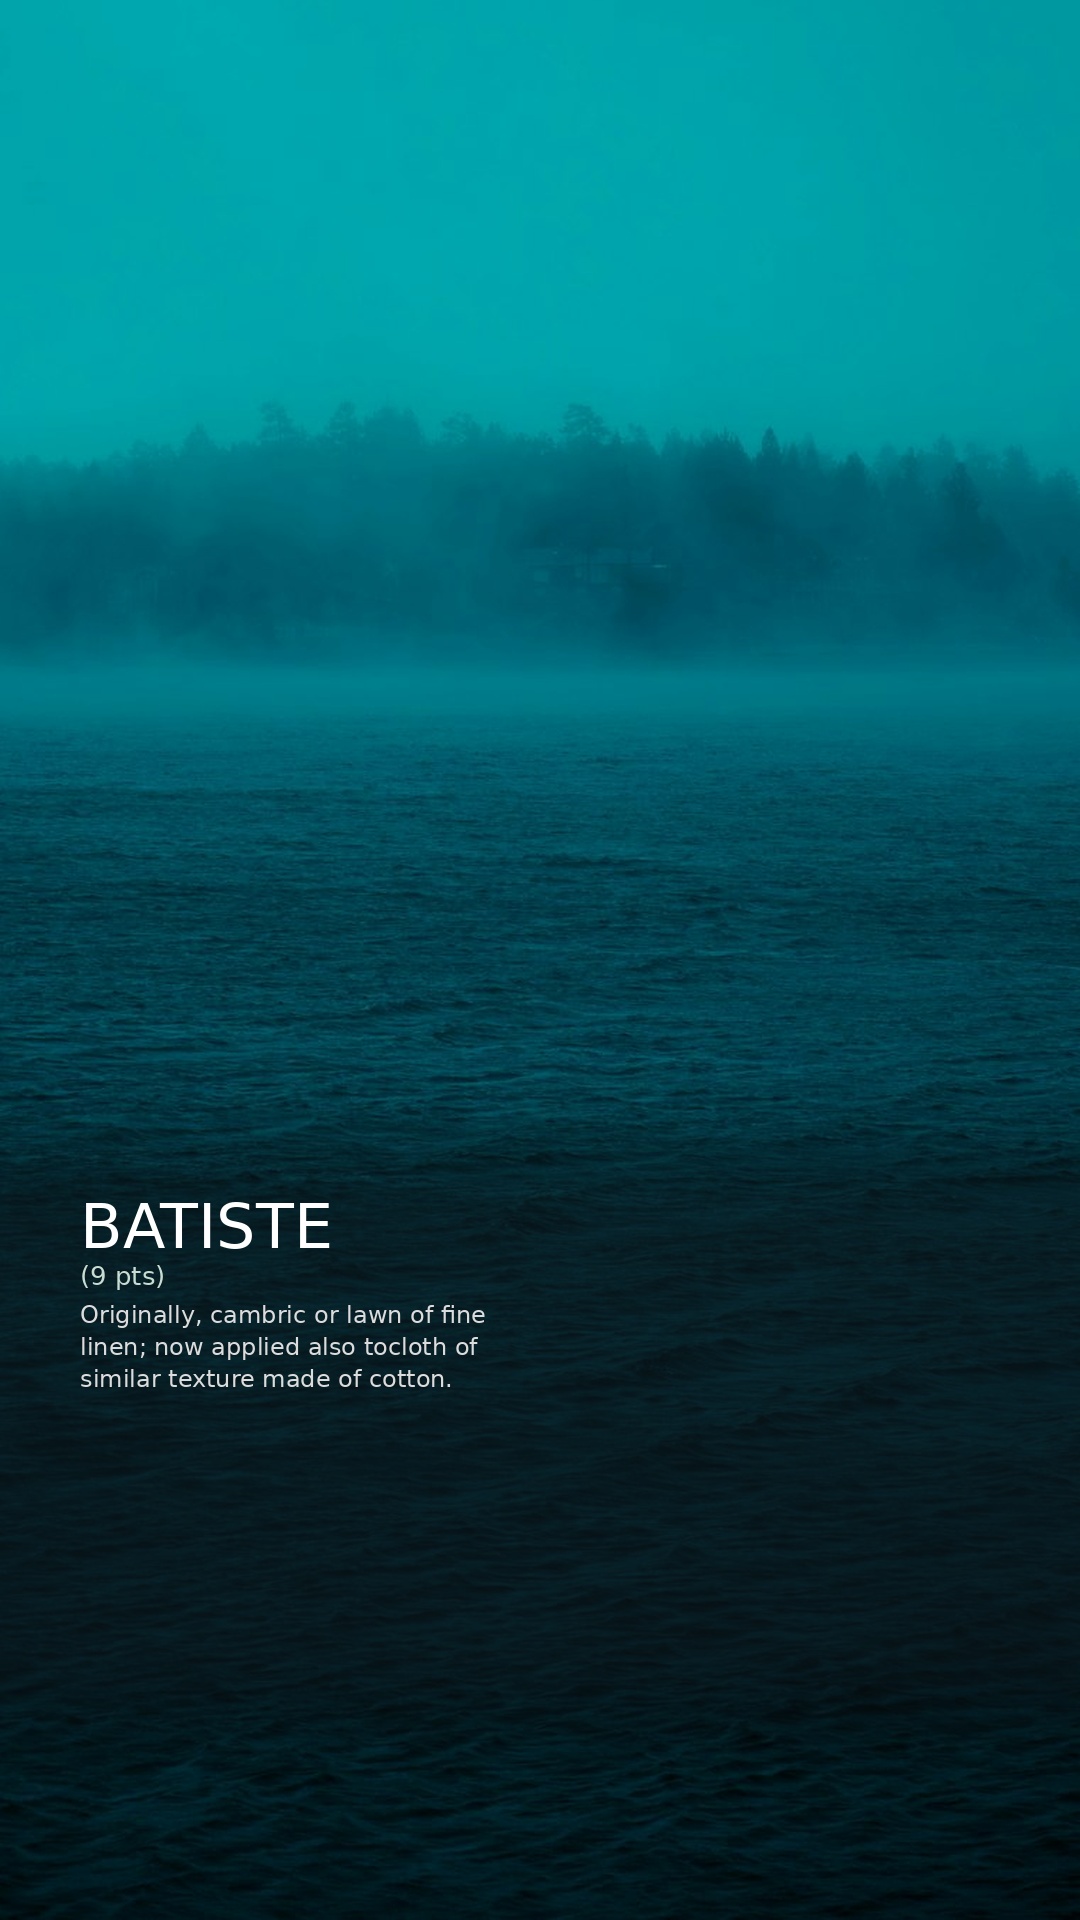 BATISTE
(9 pts)
Originally, cambric or lawn of fine
linen; now applied also tocloth of
similar texture made of cotton.